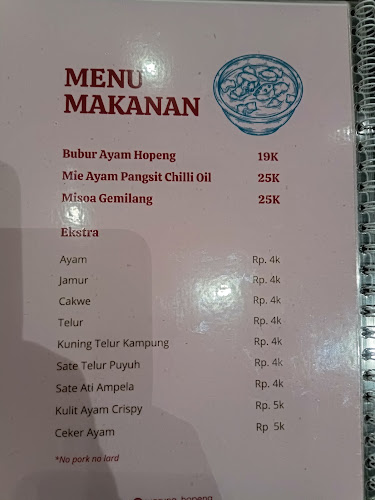 MENU
MAKANAN
Bubur Ayam Hopeng 19K
Mie Ayam Pangsit Chilli Oil 25K
Misoa Gemilang 25K
Ekstra
Ayam Rp. 4k
Jamur Rp. 4k
Cakwe Rp. 4k
Telur Rp. 4k
Kuning Telur Kampung Rp. 4k
Sate Telur Puyuh Rp. 4k
Sate Ati Ampela Rp. 4k
Kulit Ayam Crispy Rp. 5k
Ceker Ayam Rp 5k
*No pork no lard